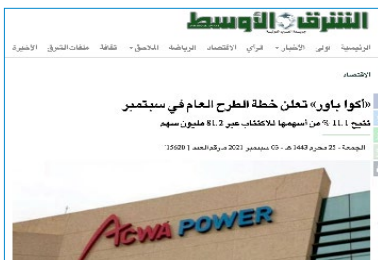 الشرق الأوسط
الرئيسية أولى الأخبار الرأي الاقتصاد الرياضة الملاحق ثقافة ملفات الشرق الأخيرة
الاقتصاد
«أكوا باور» تعلن خطة الطرح العام في سبتمبر
تتيح 11.1 % من أسهمها للاكتتاب عبر 81.2 مليون سهم
الجمعة - 25 محرم 1443 هـ - 03 سبتمبر 2021 مـ رقم العدد [15620]
ACWA POWER